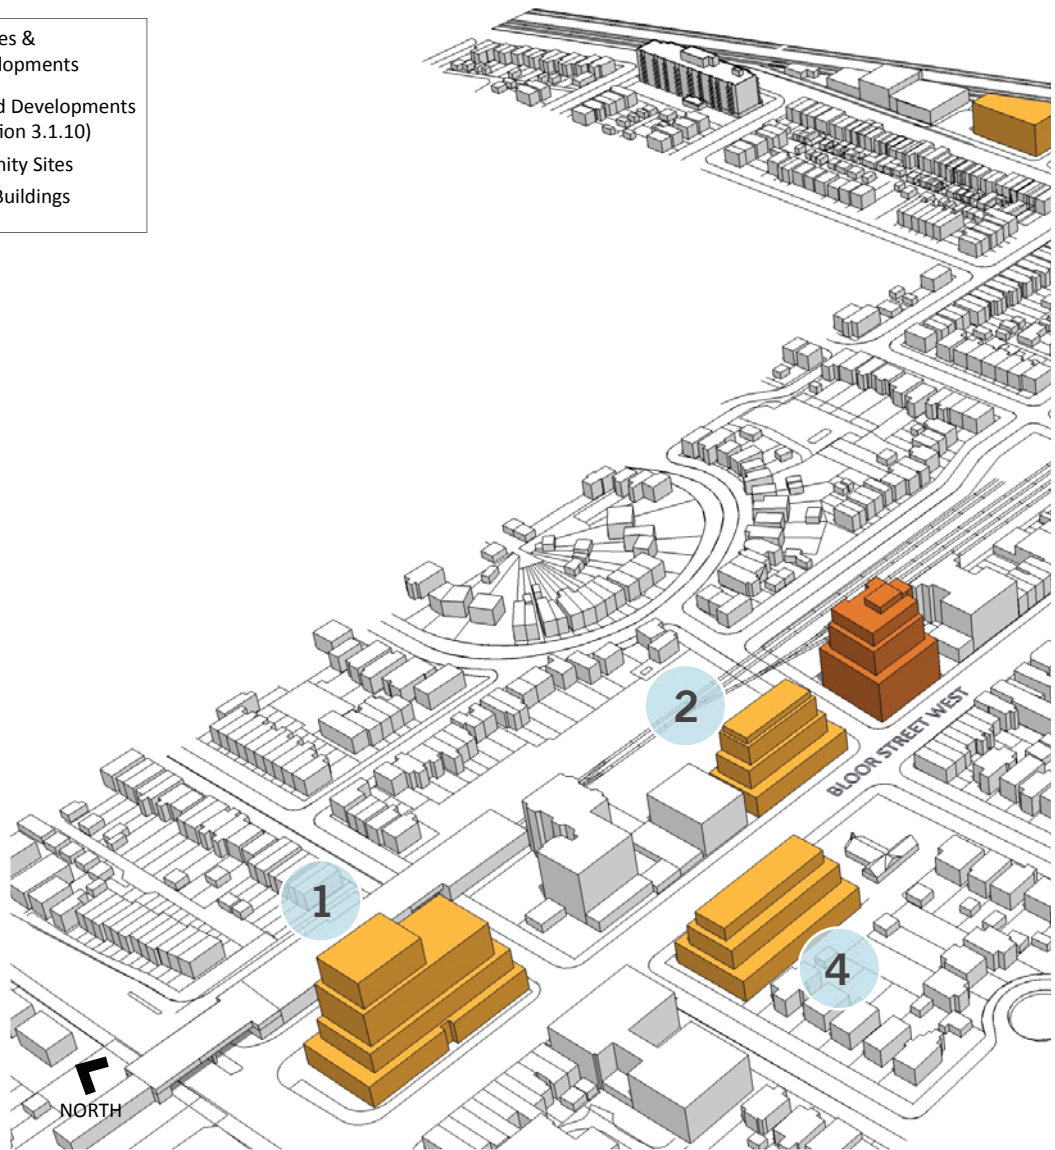 es &
lopments
d Developments
ion 3.1.10)
nity Sites
Buildings
2
BLOOR STREET WEST
1
4
NORTH